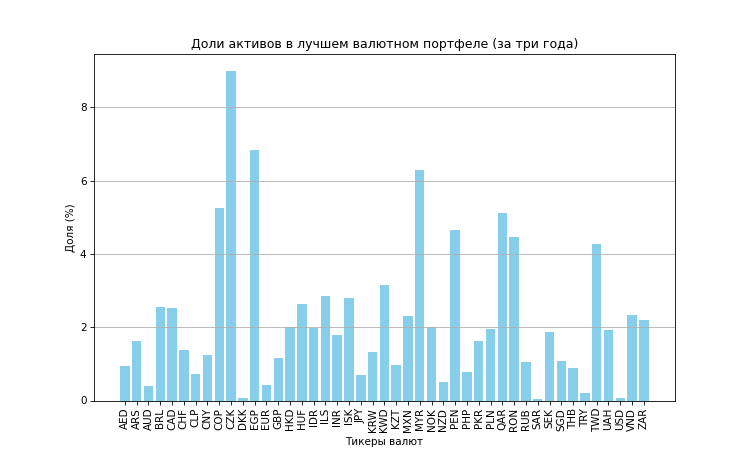 Доли активов в лучшем валютном портфеле (за три года)
Доля (%)
8
6
4
2
0
AED ARS AUD BRL CAD CHF CLP CNY COP CZK DKK EGP EUR GBP HKD HUF IDR ILS INR ISK JPY KRW KWD KZT MXN MYR NOK NZD PEN PHP PKR PLN QAR RON RUB SAR SEK SGD THB TRY TWD UAH USD VND ZAR
Тикеры валют